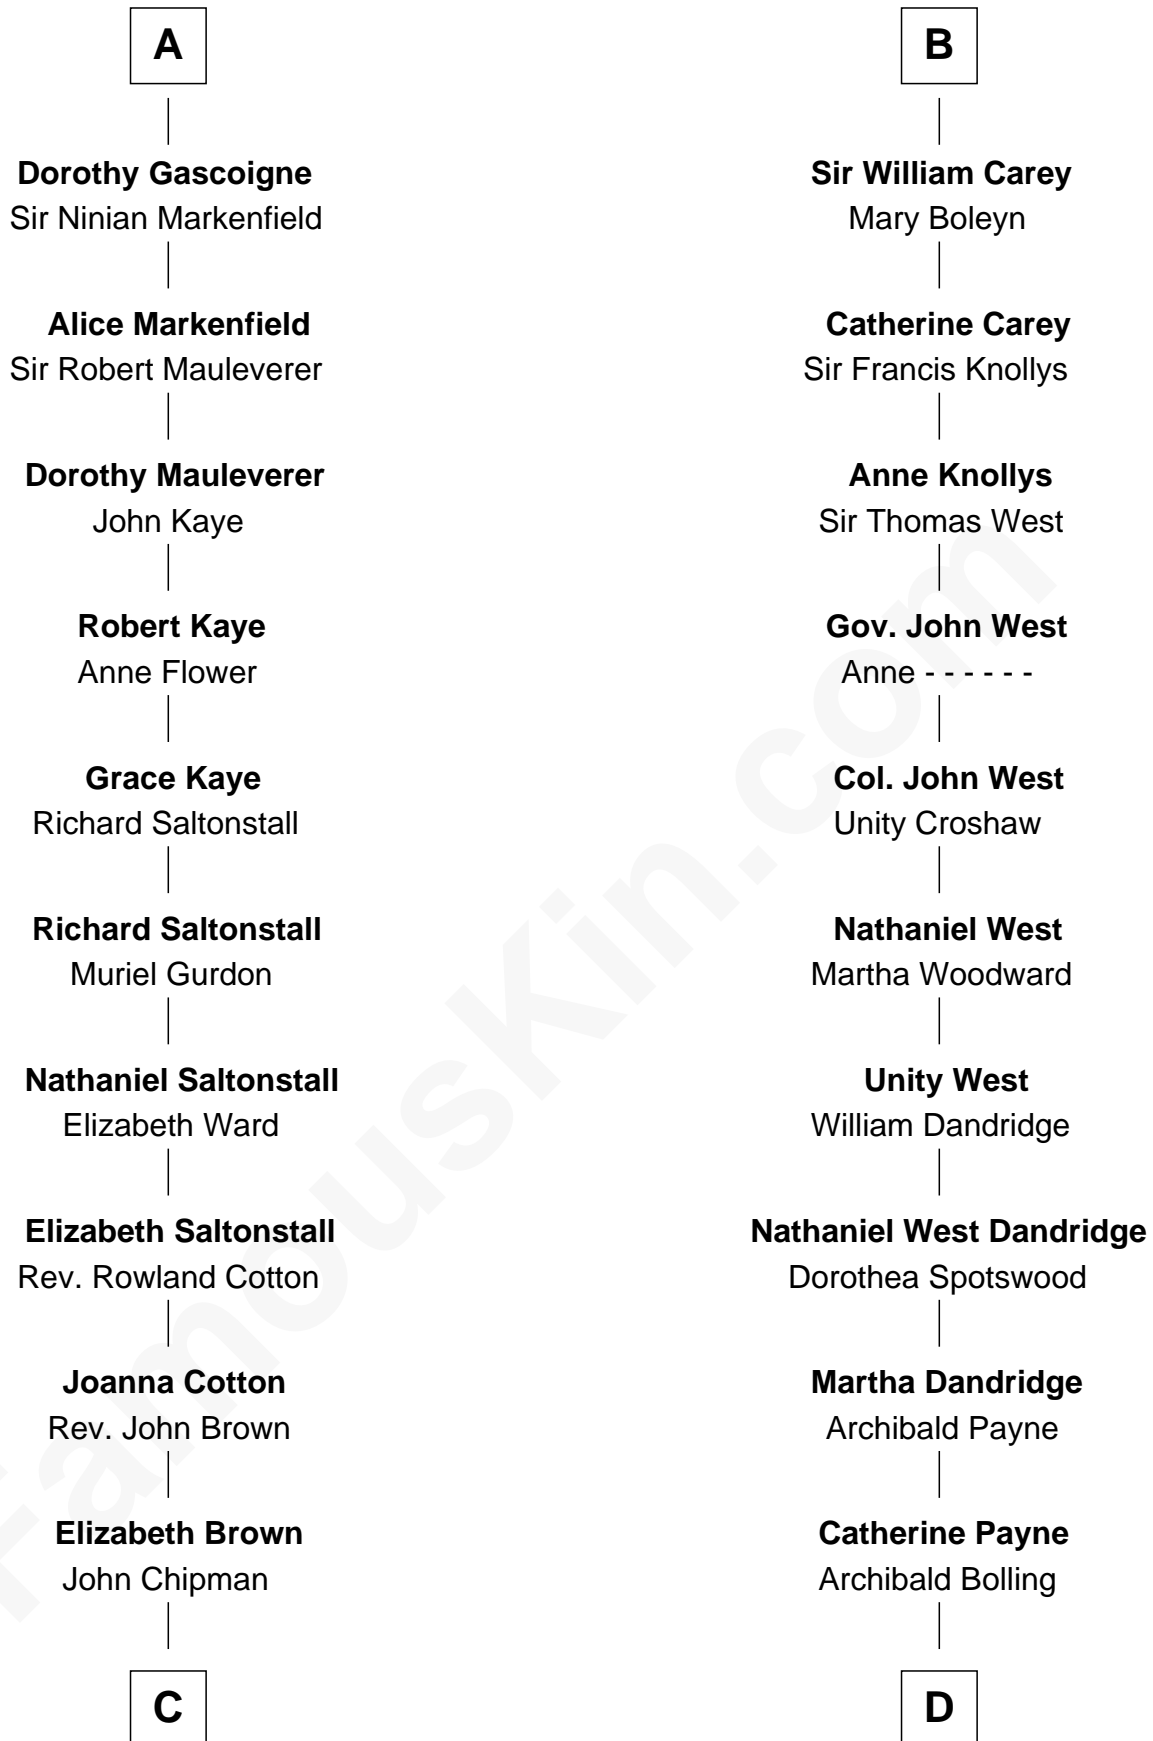 A
Dorothy Gascoigne
Sir Ninian Markenfield
Alice Markenfield
Sir Robert Mauleverer
Dorothy Mauleverer
John Kaye
Robert Kaye
Anne Flower
Grace Kaye
Richard Saltonstall
Richard Saltonstall
Muriel Gurdon
Nathaniel Saltonstall
Elizabeth Ward
Elizabeth Saltonstall
Rev. Rowland Cotton
Joanna Cotton
Rev. John Brown
Elizabeth Brown
John Chipman
C
B
Sir William Carey
Mary Boleyn
Catherine Carey
Sir Francis Knollys
Anne Knollys
Sir Thomas West
Gov. John West
Anne - - - - - -
Col. John West
Unity Croshaw
Nathaniel West
Martha Woodward
Unity West
William Dandridge
Nathaniel West Dandridge
Dorothea Spotswood
Martha Dandridge
Archibald Payne
Catherine Payne
Archibald Bolling
D
FamousKin.com